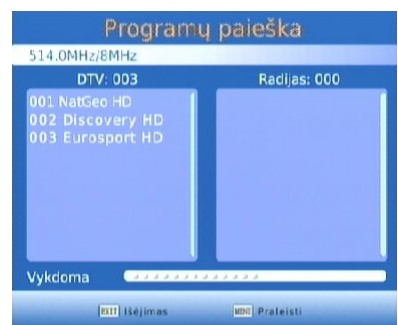 Programų paieška
514.0MHz/8MHz
DTV: 003
Radijas: 000
001 NatGeo HD
002 Discovery HD
003 Eurosport HD
Vykdoma
EXIT Išėjimas
MENU Praleisti